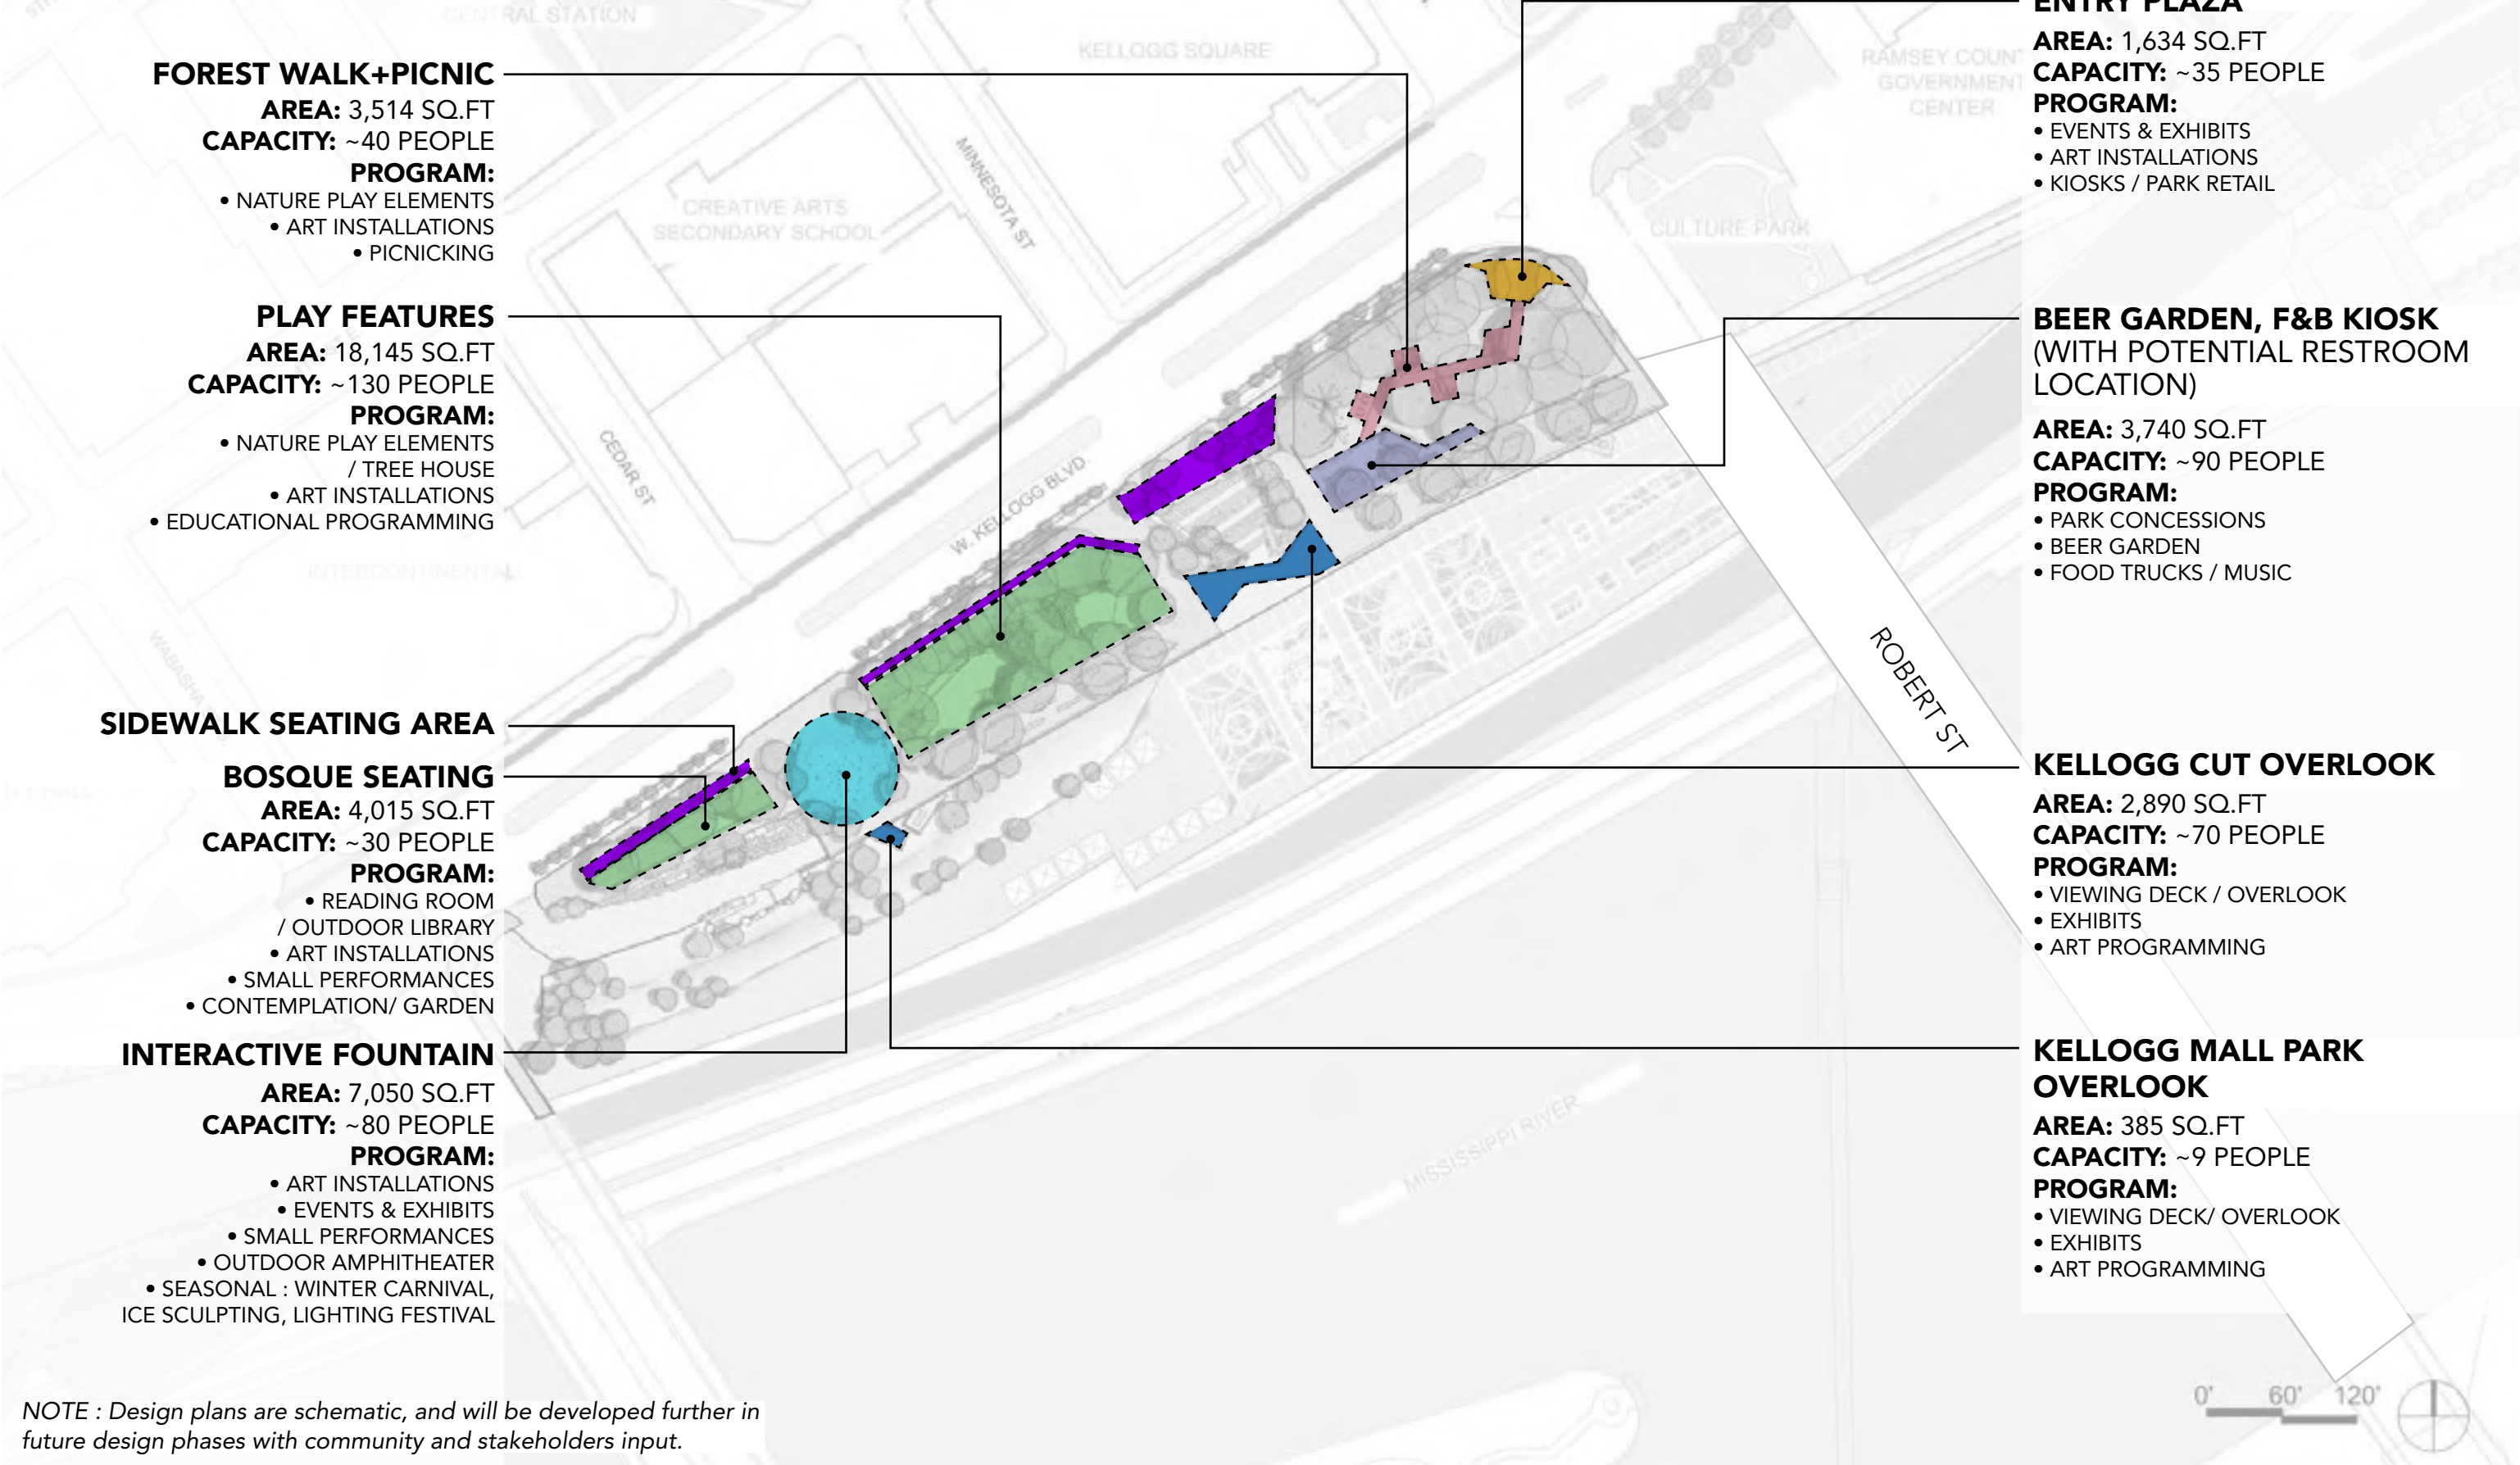 CENTRAL STATION
KELLOGG SQUARE
RAMSEY COUNT
GOVERNMENT
CENTER
CREATIVE ARTS
SECONDARY SCHOOL
MINNESOTA ST
CULTURE PARK
CEDAR ST
W. KELLOGG BLVD.
INTERCONTINENTAL
WABASHA
ROBERT ST
MISSISSIPPI RIVER
FOREST WALK+PICNIC
AREA: 3,514 SQ.FT
CAPACITY: ~40 PEOPLE
PROGRAM:
• NATURE PLAY ELEMENTS
• ART INSTALLATIONS
• PICNICKING
PLAY FEATURES
AREA: 18,145 SQ.FT
CAPACITY: ~130 PEOPLE
PROGRAM:
• NATURE PLAY ELEMENTS
/ TREE HOUSE
• ART INSTALLATIONS
• EDUCATIONAL PROGRAMMING
SIDEWALK SEATING AREA
BOSQUE SEATING
AREA: 4,015 SQ.FT
CAPACITY: ~30 PEOPLE
PROGRAM:
• READING ROOM
/ OUTDOOR LIBRARY
• ART INSTALLATIONS
• SMALL PERFORMANCES
• CONTEMPLATION/ GARDEN
INTERACTIVE FOUNTAIN
AREA: 7,050 SQ.FT
CAPACITY: ~80 PEOPLE
PROGRAM:
• ART INSTALLATIONS
• EVENTS & EXHIBITS
• SMALL PERFORMANCES
• OUTDOOR AMPHITHEATER
• SEASONAL : WINTER CARNIVAL,
ICE SCULPTING, LIGHTING FESTIVAL
ENTRY PLAZA
AREA: 1,634 SQ.FT
CAPACITY: ~35 PEOPLE
PROGRAM:
• EVENTS & EXHIBITS
• ART INSTALLATIONS
• KIOSKS / PARK RETAIL
BEER GARDEN, F&B KIOSK
(WITH POTENTIAL RESTROOM
LOCATION)
AREA: 3,740 SQ.FT
CAPACITY: ~90 PEOPLE
PROGRAM:
• PARK CONCESSIONS
• BEER GARDEN
• FOOD TRUCKS / MUSIC
KELLOGG CUT OVERLOOK
AREA: 2,890 SQ.FT
CAPACITY: ~70 PEOPLE
PROGRAM:
• VIEWING DECK / OVERLOOK
• EXHIBITS
• ART PROGRAMMING
KELLOGG MALL PARK
OVERLOOK
AREA: 385 SQ.FT
CAPACITY: ~9 PEOPLE
PROGRAM:
• VIEWING DECK/ OVERLOOK
• EXHIBITS
• ART PROGRAMMING
0' 60' 120'
NOTE : Design plans are schematic, and will be developed further in
future design phases with community and stakeholders input.